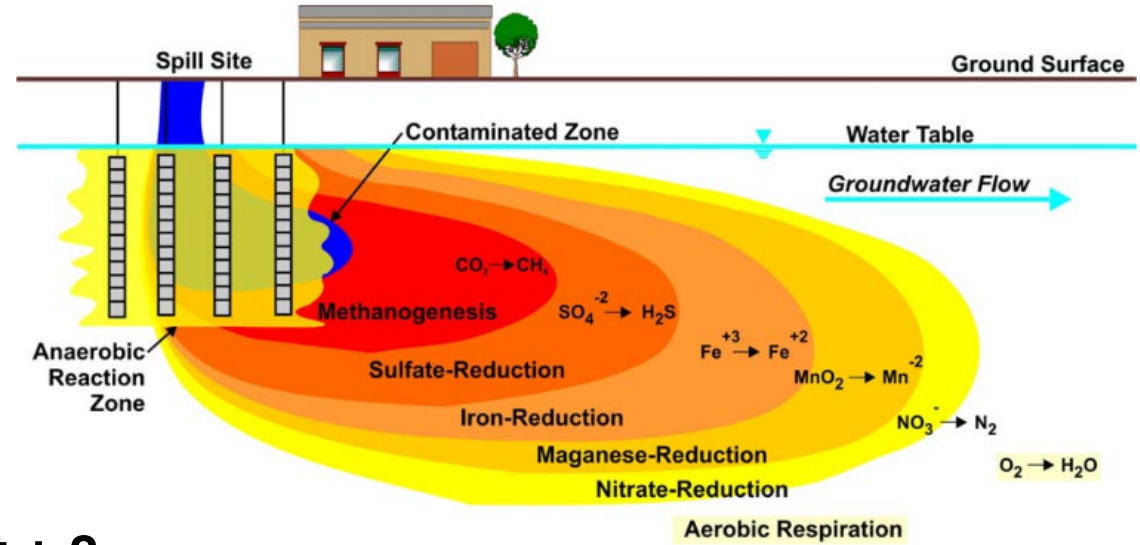 Spill Site
Ground Surface
Contaminated Zone
Water Table
Groundwater Flow
CO₂→CH₄
Methanogenesis
SO₄⁻² → H₂S
Anaerobic
Reaction
Zone
Fe⁺³ → Fe⁺²
Sulfate-Reduction
MnO₂ → Mn⁻²
Iron-Reduction
NO₃⁻ → N₂
Maganese-Reduction
O₂ → H₂O
Nitrate-Reduction
Aerobic Respiration